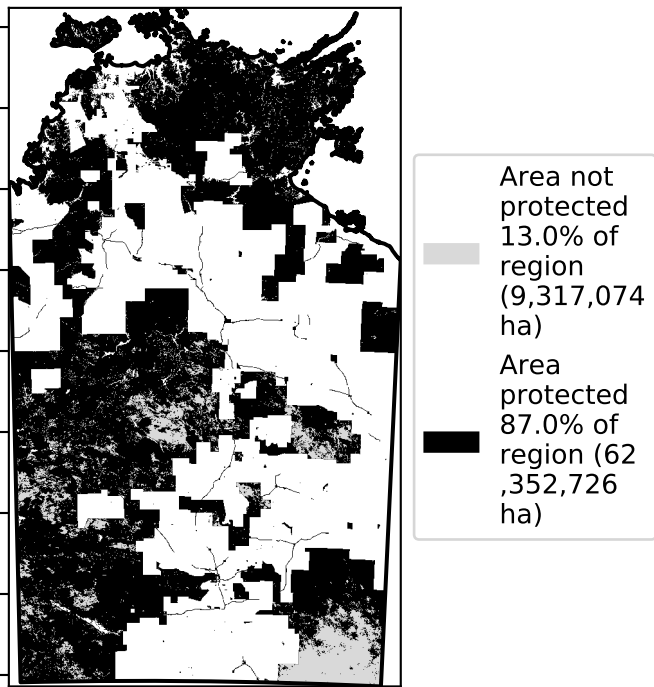 Area not
protected
13.0% of
region
(9,317,074
ha)
Area
protected
87.0% of
region (62
,352,726
ha)